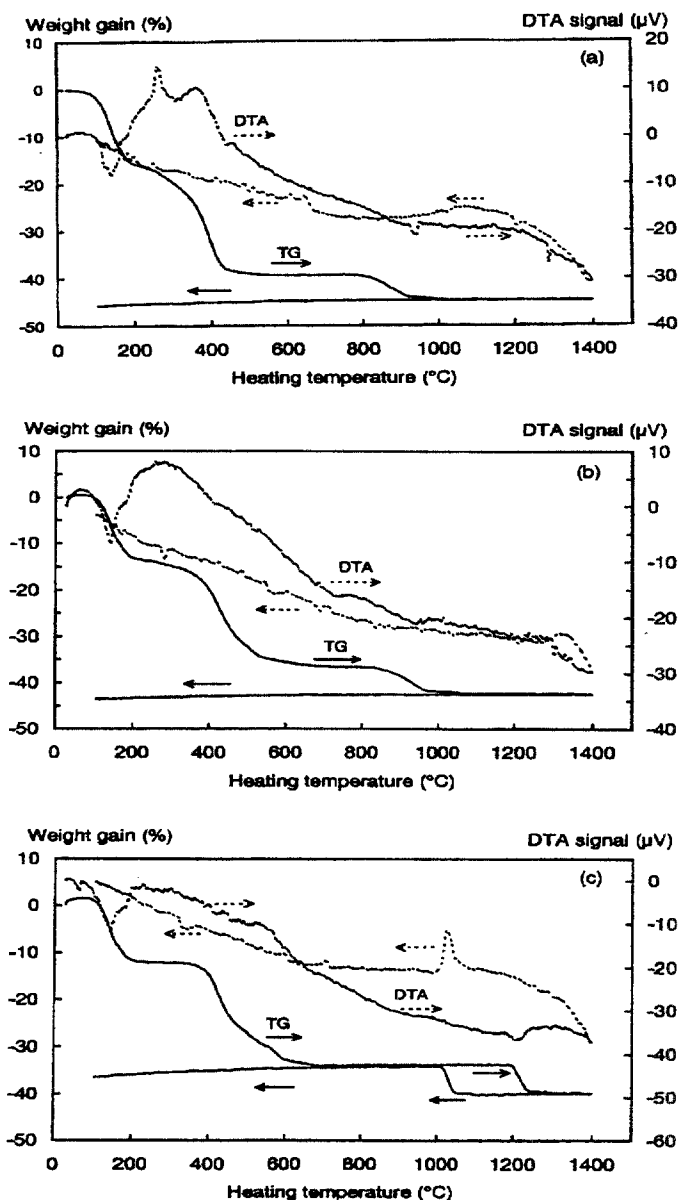 Weight gain (%) DTA signal (µV)
10 20
(a)
0 10
DTA
-10 0
-20 -10
-30 -20
TG
-40 -30
-50 -40
0 200 400 600 800 1000 1200 1400
Heating temperature (°C)
Weight gain (%) DTA signal (µV)
10 10
(b)
0 0
-10 -10
DTA
-20 -20
-30
TG
-40 -30
-50 -40
0 200 400 600 800 1000 1200 1400
Heating temperature (°C)
Weight gain (%) DTA signal (µV)
10
(c) 0
0
-10 -10
-20 -20
DTA
-30 TG -30
-40 -40
-50
-50 -60
0 200 400 600 800 1000 1200 1400
Heating temperature (°C)